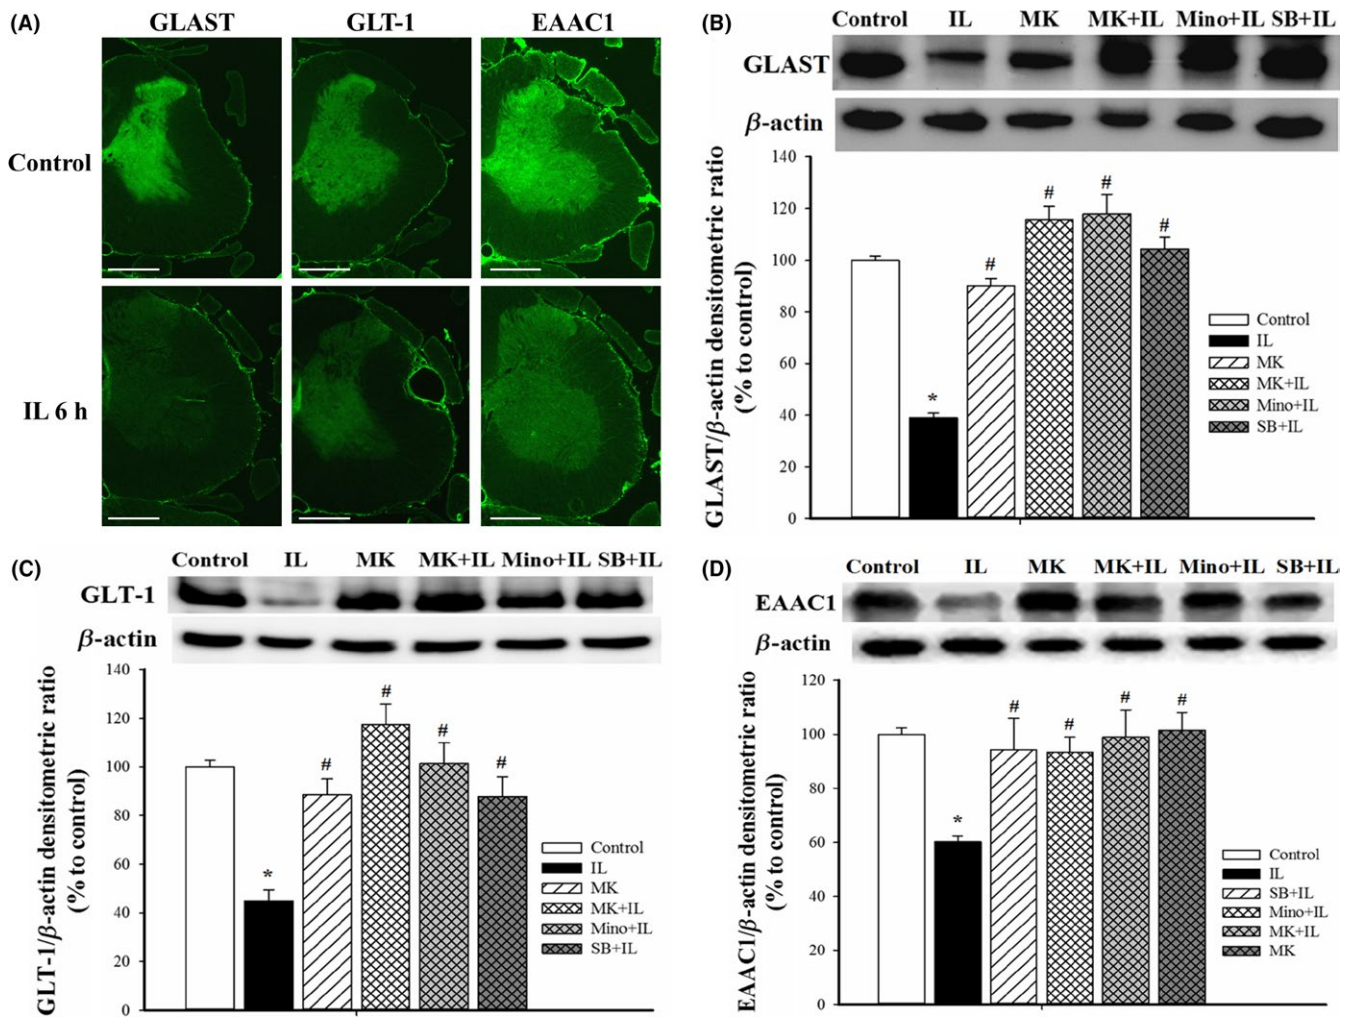 (A)
GLAST GLT-1 EAAC1
Control
IL 6 h
(B)
Control IL MK MK+IL Mino+IL SB+IL
GLAST
β-actin
GLAST/β-actin densitometric ratio
(% to control)
140
120
100
80
60
40
20
0
*
#
#
#
#
Control
IL
MK
MK+IL
Mino+IL
SB+IL
(C)
Control IL MK MK+IL Mino+IL SB+IL
GLT-1
β-actin
GLT-1/β-actin densitometric ratio
(% to control)
140
120
100
80
60
40
20
0
*
#
#
#
#
Control
IL
MK
MK+IL
Mino+IL
SB+IL
(D)
Control IL MK MK+IL Mino+IL SB+IL
EAAC1
β-actin
EAAC1/β-actin densitometric ratio
(% to control)
120
100
80
60
40
20
0
*
#
#
#
#
Control
IL
SB+IL
Mino+IL
MK+IL
MK